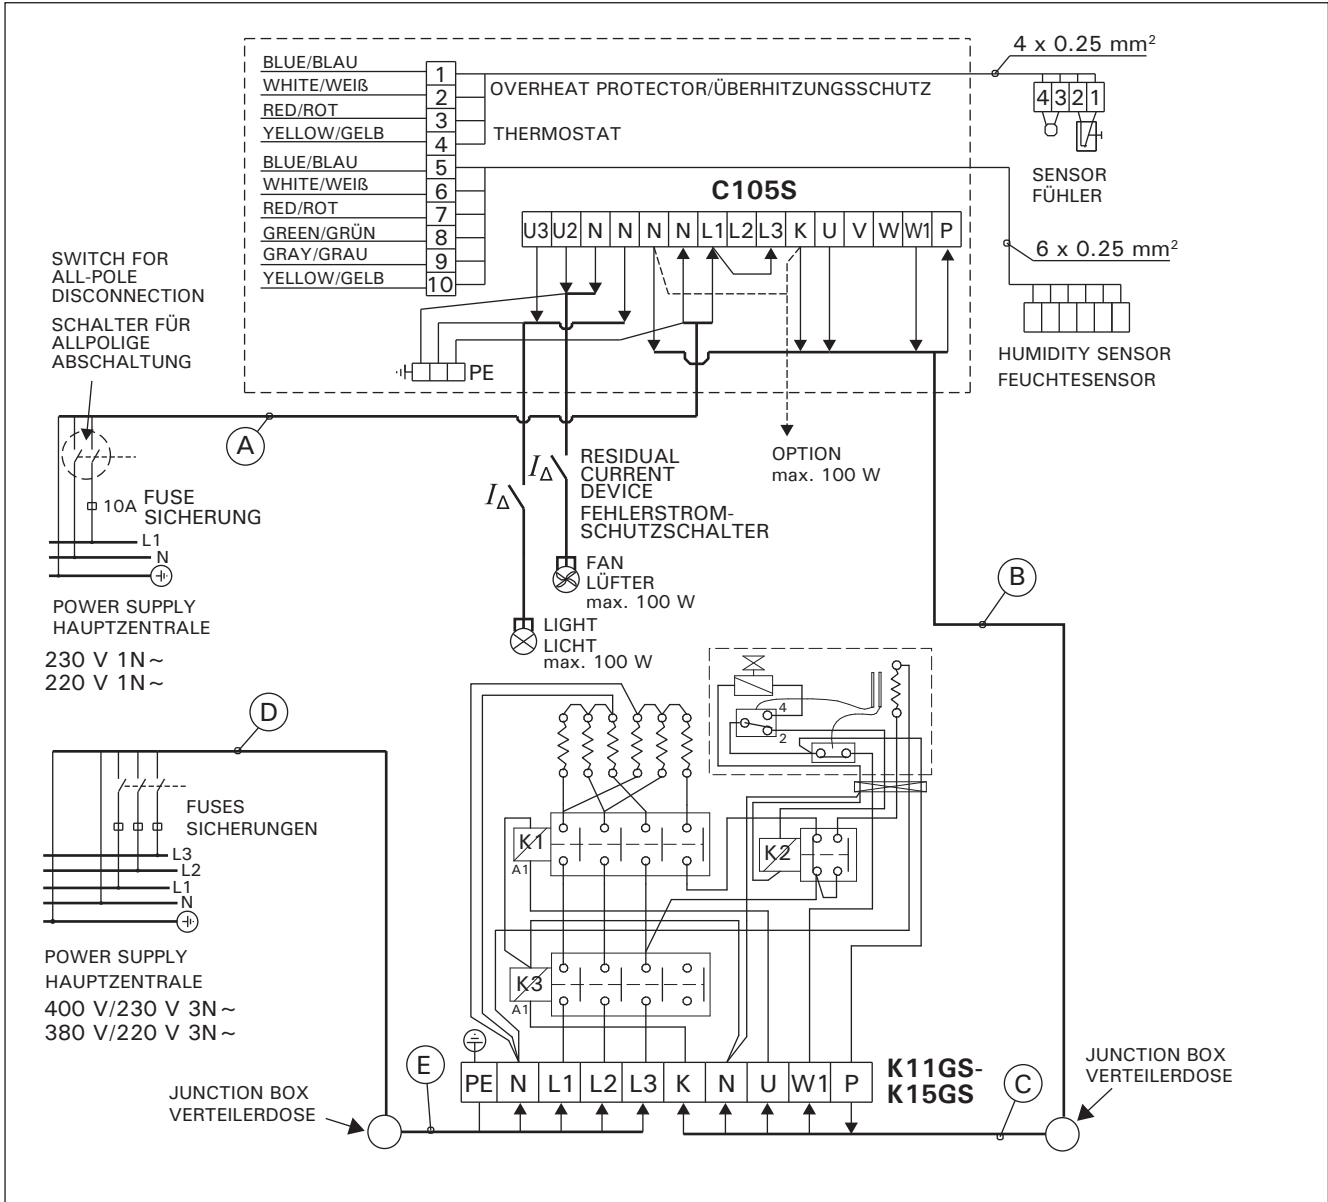 BLUE/BLAU
WHITE/WEIß
RED/ROT
YELLOW/GELB
BLUE/BLAU
WHITE/WEIß
RED/ROT
GREEN/GRÜN
GRAY/GRAU
YELLOW/GELB
1
2
3
4
5
6
7
8
9
10
OVERHEAT PROTECTOR/ÜBERHITZUNGSSCHUTZ
THERMOSTAT
4 x 0.25 mm²
4 3 2 1
SENSOR
FÜHLER
6 x 0.25 mm²
HUMIDITY SENSOR
FEUCHTESENSOR
C105S
U3 U2 N N N N L1 L2 L3 K U V W W1 P
PE
SWITCH FOR
ALL-POLE
DISCONNECTION
SCHALTER FÜR
ALLPOLIGE
ABSCHALTUNG
A
10A
FUSE
SICHERUNG
L1
N
POWER SUPPLY
HAUPTZENTRALE
230 V 1N~
220 V 1N~
IΔ
IΔ
RESIDUAL
CURRENT
DEVICE
FEHLERSTROM-
SCHUTZSCHALTER
OPTION
max. 100 W
FAN
LÜFTER
max. 100 W
LIGHT
LICHT
max. 100 W
B
D
FUSES
SICHERUNGEN
L3
L2
L1
N
POWER SUPPLY
HAUPTZENTRALE
400 V/230 V 3N~
380 V/220 V 3N~
4
2
K1
A1
K2
K3
A1
PE N L1 L2 L3 K N U W1 P
K11GS-
K15GS
E
C
JUNCTION BOX
VERTEILERDOSE
JUNCTION BOX
VERTEILERDOSE